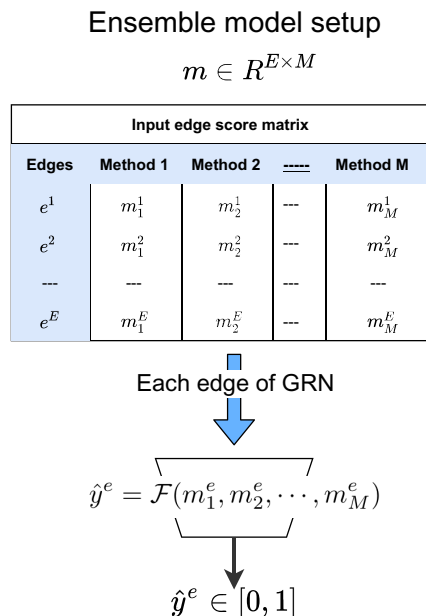 Ensemble model setup
m ∈ R^{E×M}
Input edge score matrix
Edges Method 1 Method 2 ----- Method M
e^1 m_1^1 m_2^1 --- m_M^1
e^2 m_1^2 m_2^2 --- m_M^2
--- --- --- --- ---
e^E m_1^E m_2^E --- m_M^E
Each edge of GRN
ŷ^e = ℱ(m_1^e, m_2^e, ⋯, m_M^e)
ŷ^e ∈ [0, 1]